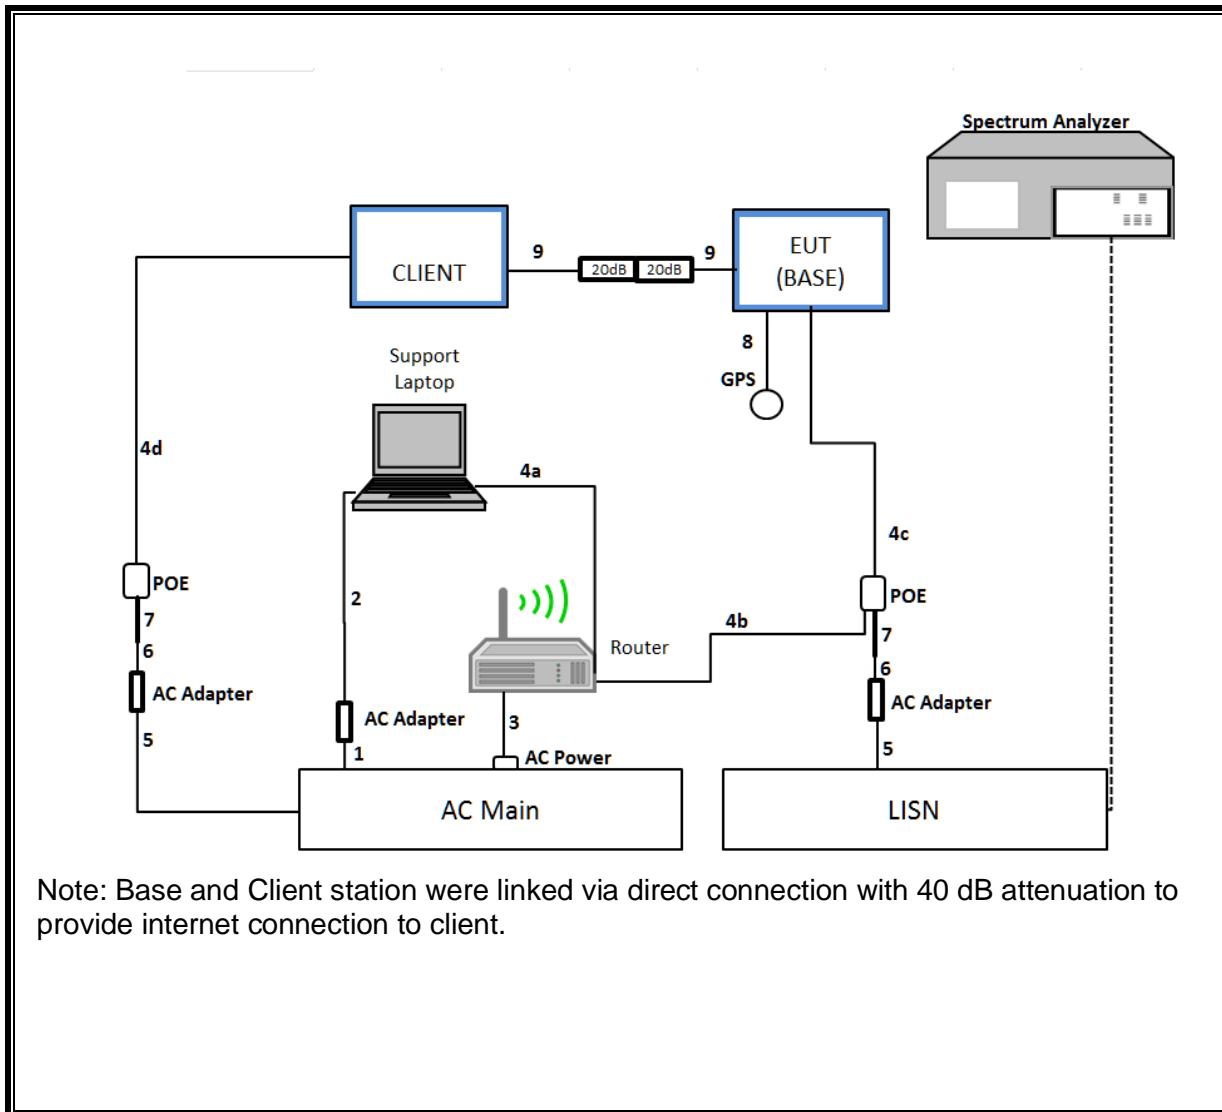 Spectrum Analyzer
CLIENT
9
20dB
20dB
9
EUT
(BASE)
8
GPS
Support
Laptop
4d
4a
4c
POE
7
6
AC Adapter
5
2
AC Adapter
1
Router
3
AC Power
4b
POE
7
6
AC Adapter
5
AC Main
LISN
Note: Base and Client station were linked via direct connection with 40 dB attenuation to
provide internet connection to client.